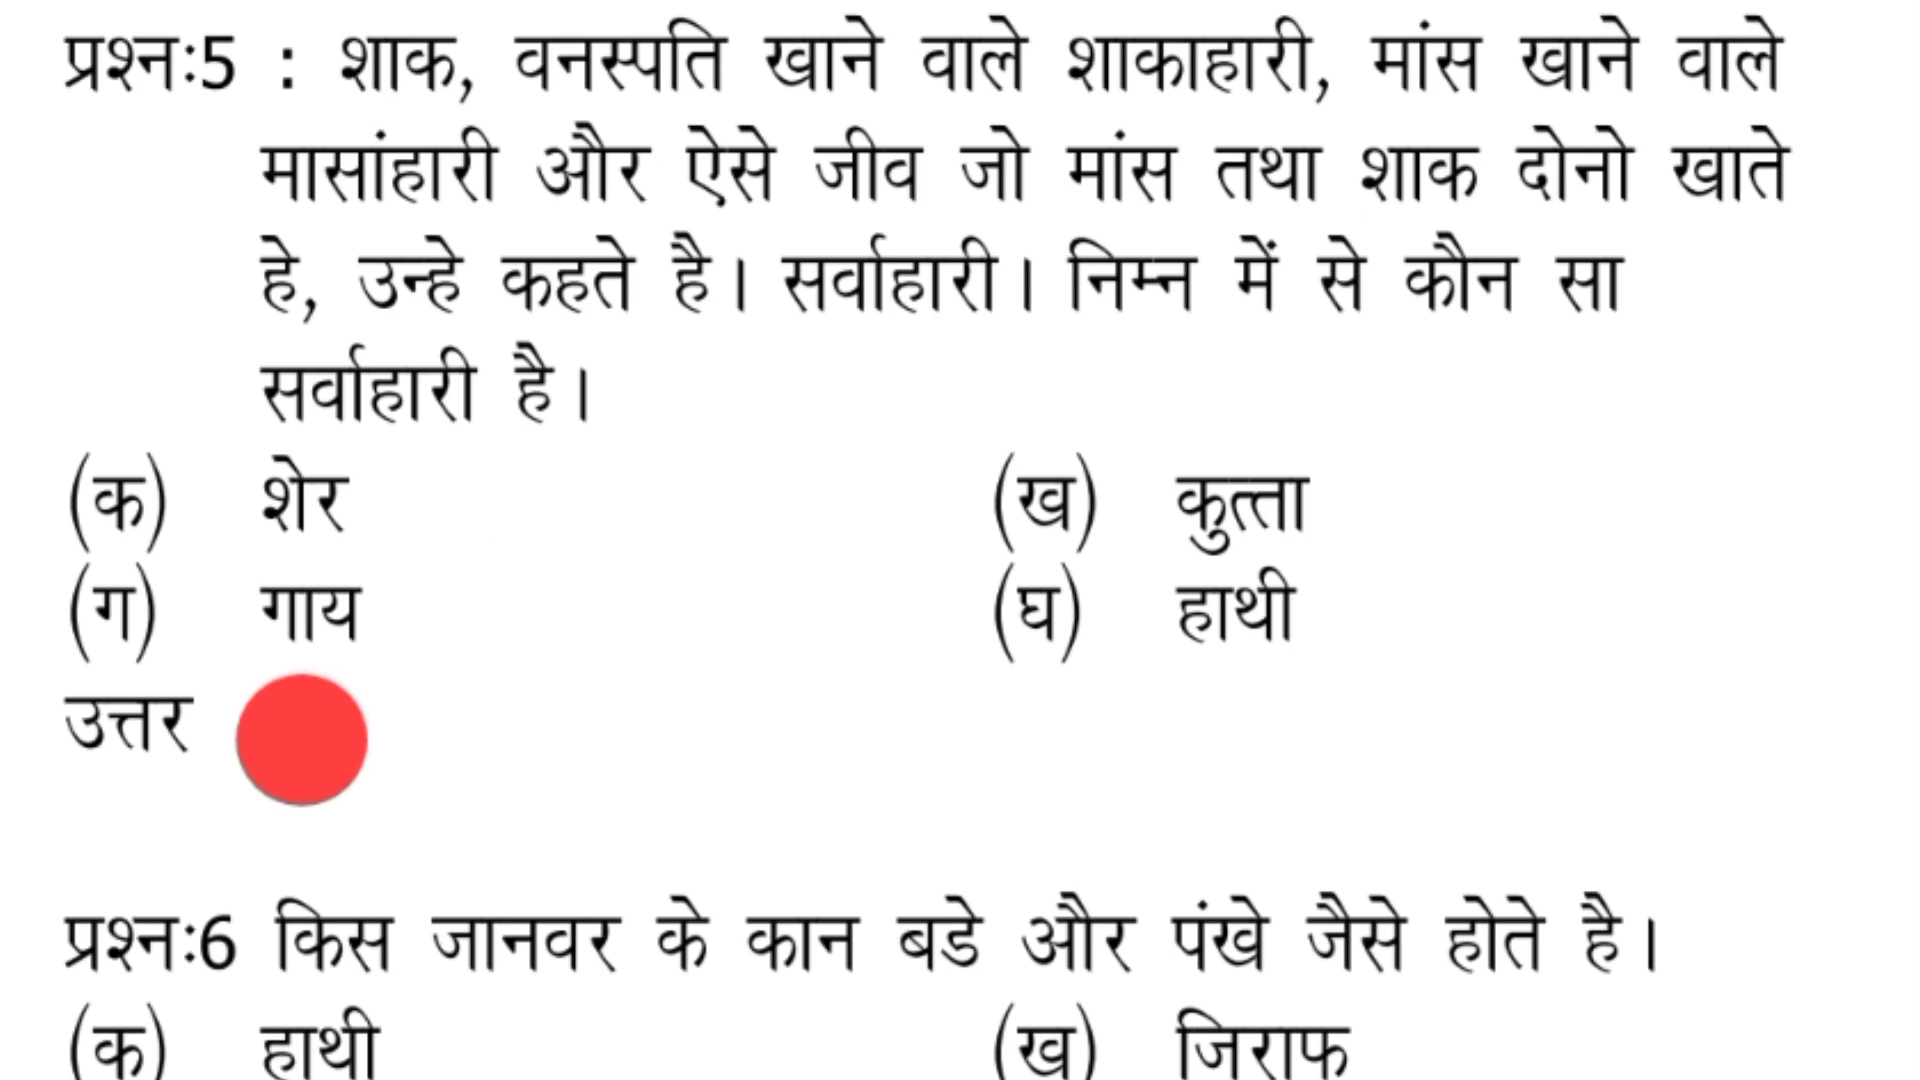 प्रश्नः5 : शाक, वनस्पति खाने वाले शाकाहारी, मांस खाने वाले
मासांहारी और ऐसे जीव जो मांस तथा शाक दोनो खाते
हे, उन्हे कहते है। सर्वाहारी। निम्न में से कौन सा
सर्वाहारी है।
(क) शेर (ख) कुत्ता
(ग) गाय (घ) हाथी
उत्तर
प्रश्नः6 किस जानवर के कान बडे और पंखे जैसे होते है।
(क) हाथी (ख) जिराफ